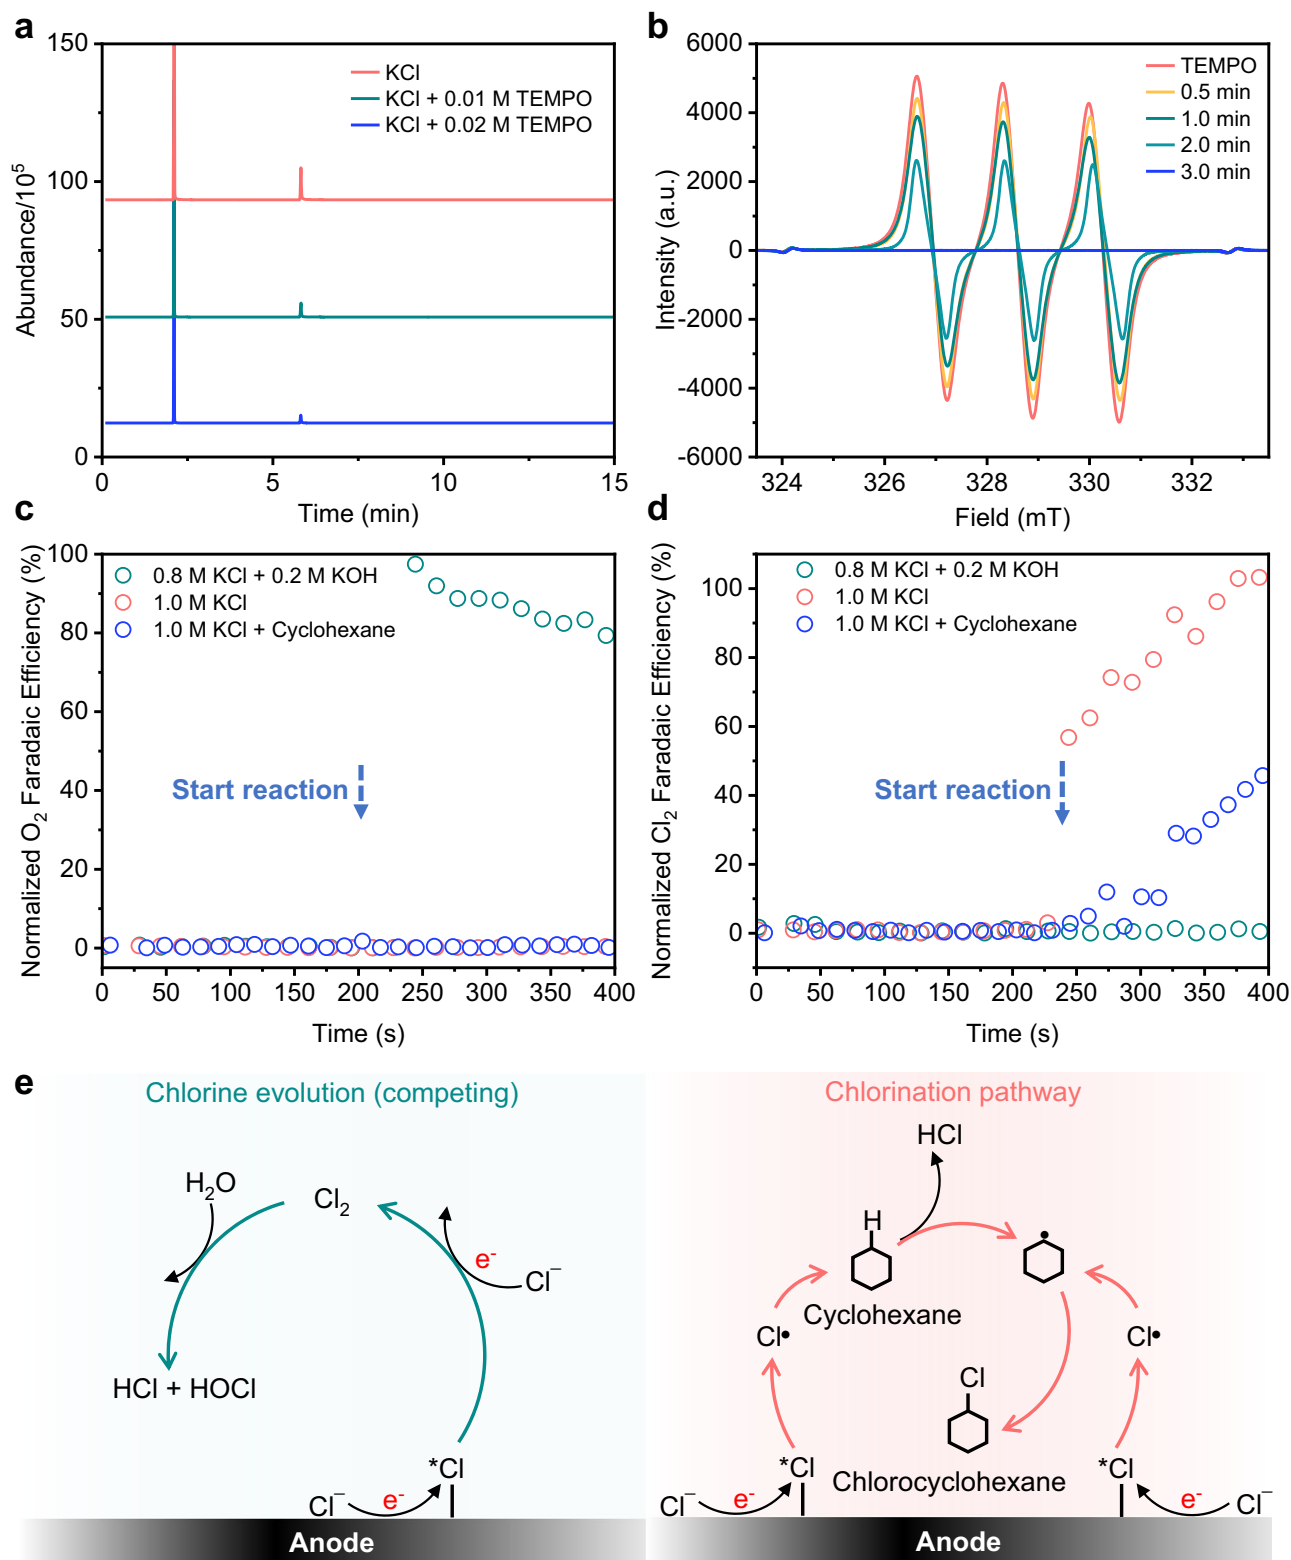 a
150
100
50
0
Abundance/10⁵
KCl
KCl + 0.01 M TEMPO
KCl + 0.02 M TEMPO
0 5 10 15
Time (min)
b
6000
4000
2000
0
-2000
-4000
-6000
Intensity (a.u.)
TEMPO
0.5 min
1.0 min
2.0 min
3.0 min
324 326 328 330 332
Field (mT)
c
100
80
60
40
20
0
Normalized O₂ Faradaic Efficiency (%)
0.8 M KCl + 0.2 M KOH
1.0 M KCl
1.0 M KCl + Cyclohexane
Start reaction
0 50 100 150 200 250 300 350 400
Time (s)
d
100
80
60
40
20
0
Normalized Cl₂ Faradaic Efficiency (%)
0.8 M KCl + 0.2 M KOH
1.0 M KCl
1.0 M KCl + Cyclohexane
Start reaction
0 50 100 150 200 250 300 350 400
Time (s)
e
Chlorine evolution (competing)
H₂O
Cl₂
e⁻
Cl⁻
HCl + HOCl
*Cl
Cl⁻
e⁻
Anode
Chlorination pathway
HCl
H
Cyclohexane
Cl•
Cl•
Cl
Chlorocyclohexane
*Cl
*Cl
Cl⁻
e⁻
e⁻
Cl⁻
Anode